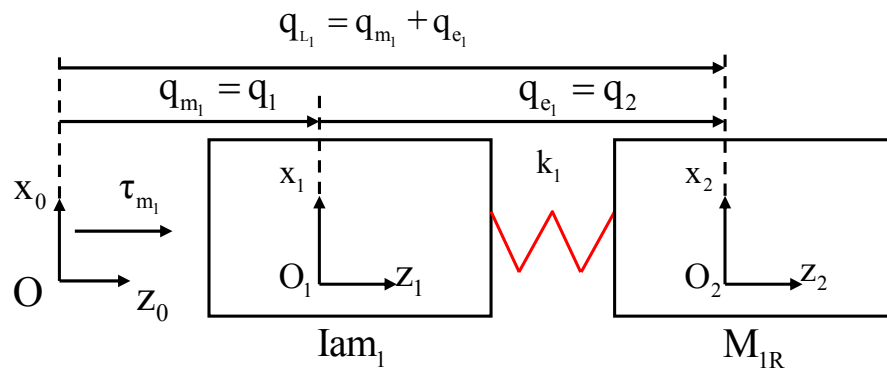 q_{L_1} = q_{m_1} + q_{e_1}
q_{m_1} = q_1 q_{e_1} = q_2
x_0 τ_{m_1} x_1 k_1 x_2
O z_0 O_1 z_1 O_2 z_2
Iam_1 M_{1R}